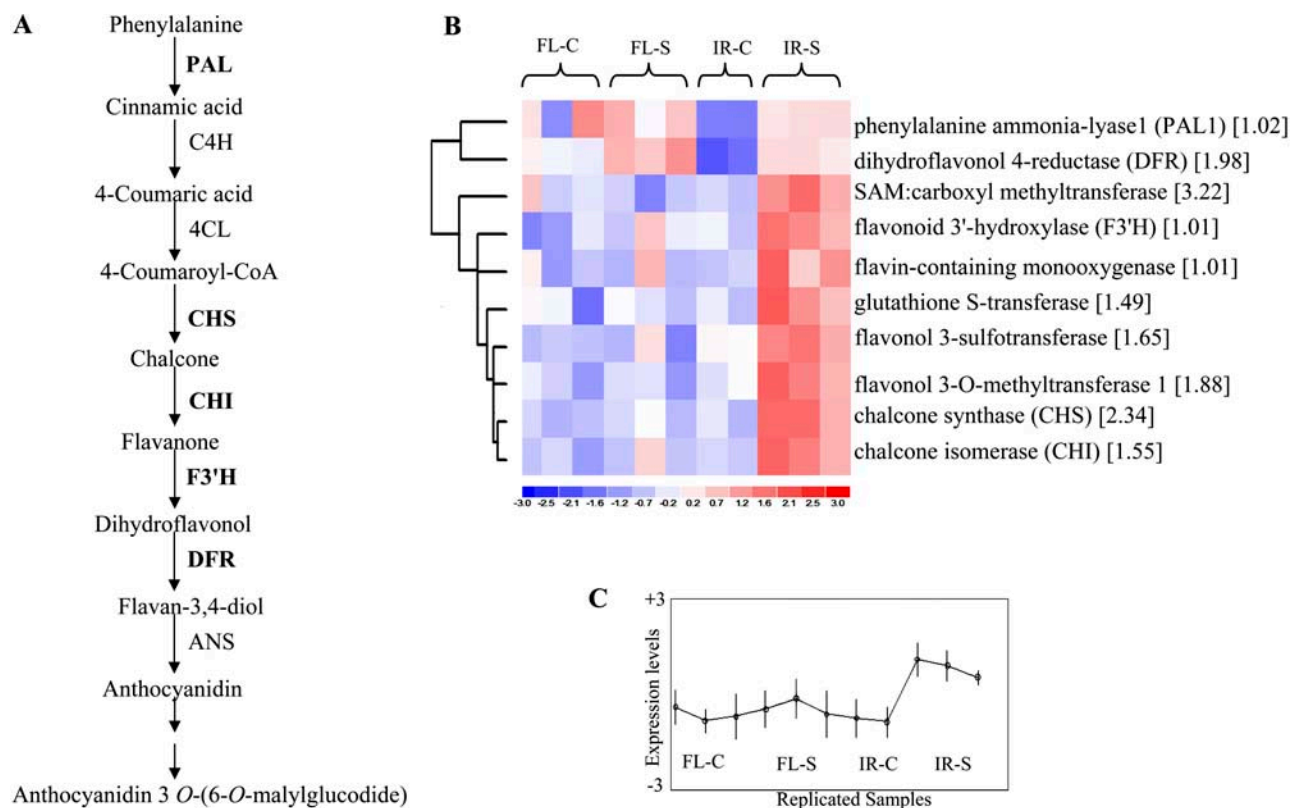 A
Phenylalanine
PAL
Cinnamic acid
C4H
4-Coumaric acid
4CL
4-Coumaroyl-CoA
CHS
Chalcone
CHI
Flavanone
F3'H
Dihydroflavonol
DFR
Flavan-3,4-diol
ANS
Anthocyanidin
Anthocyanidin 3 O-(6-O-malylglucodide)
B
FL-C FL-S IR-C IR-S
phenylalanine ammonia-lyase1 (PAL1) [1.02]
dihydroflavonol 4-reductase (DFR) [1.98]
SAM:carboxyl methyltransferase [3.22]
flavonoid 3'-hydroxylase (F3'H) [1.01]
flavin-containing monooxygenase [1.01]
glutathione S-transferase [1.49]
flavonol 3-sulfotransferase [1.65]
flavonol 3-O-methyltransferase 1 [1.88]
chalcone synthase (CHS) [2.34]
chalcone isomerase (CHI) [1.55]
-3.0 -2.5 -2.1 -1.6 -1.2 -0.7 -0.2 0.2 0.7 1.2 1.6 2.1 2.5 3.0
C
+3
Expression levels
-3
FL-C FL-S IR-C IR-S
Replicated Samples